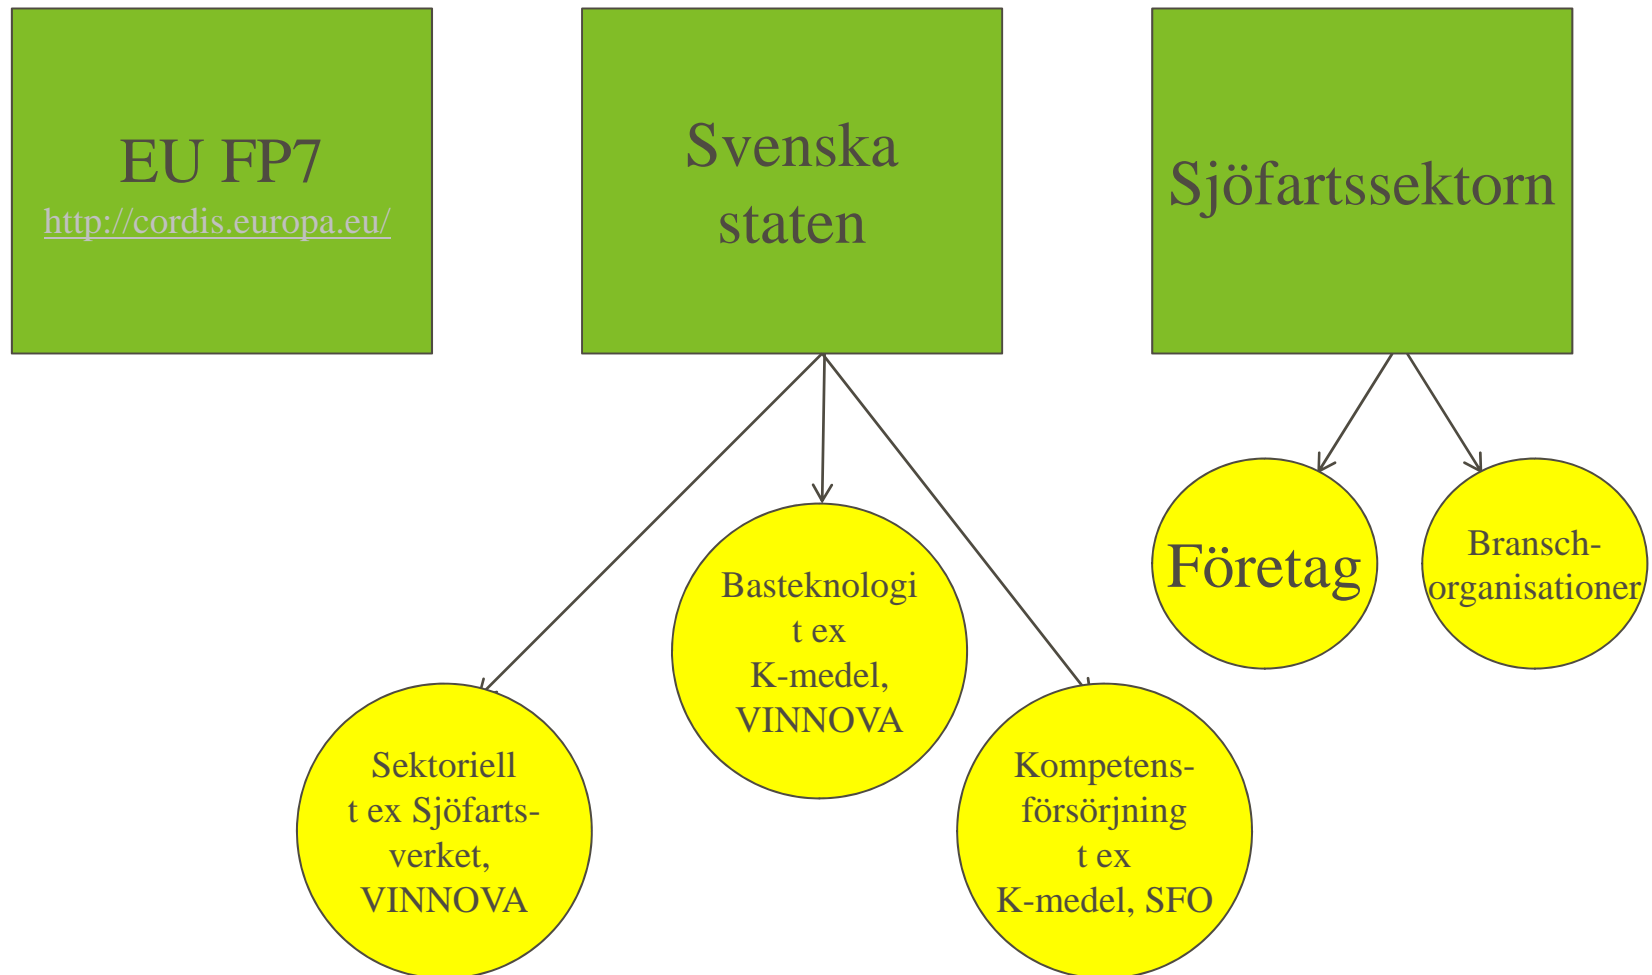 EU FP7
http://cordis.europa.eu/
Svenska
staten
Sjöfartssektorn
Företag
Bransch-
organisationer
Basteknologi
t ex
K-medel,
VINNOVA
Sektoriell
t ex Sjöfarts-
verket,
VINNOVA
Kompetens-
försörjning
t ex
K-medel, SFO